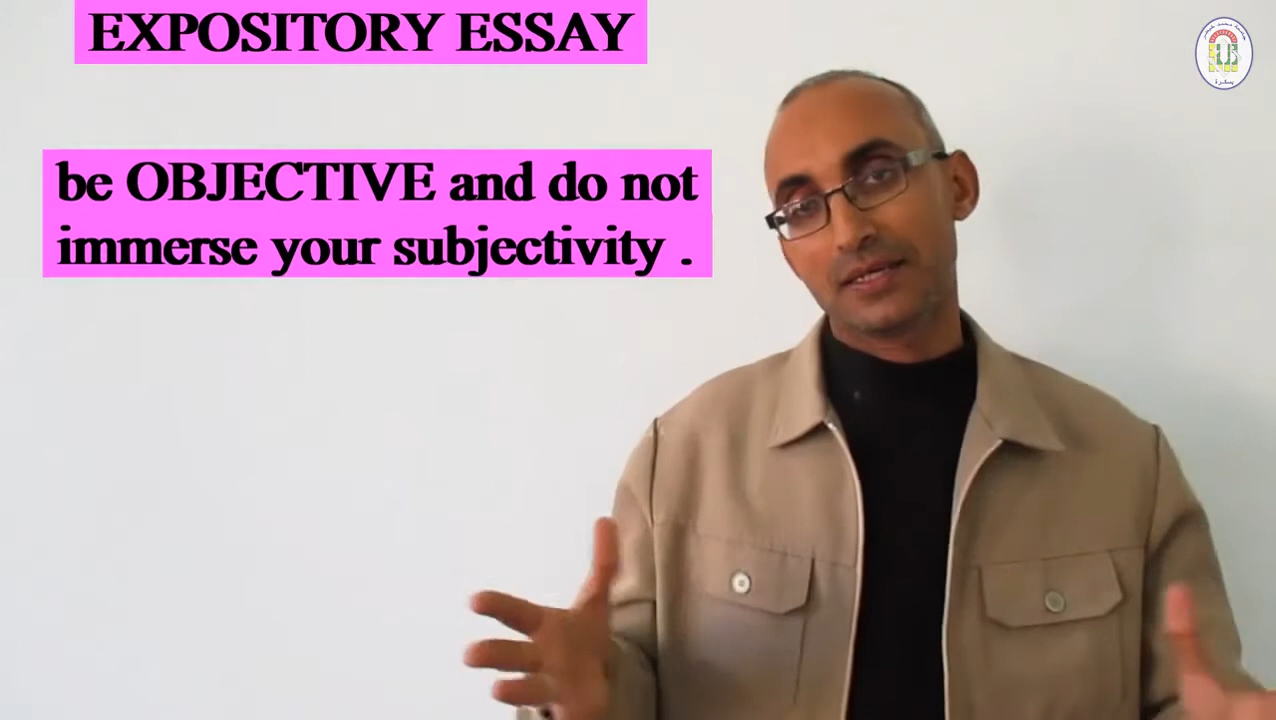 EXPOSITORY ESSAY
be OBJECTIVE and do not
immerse your subjectivity .